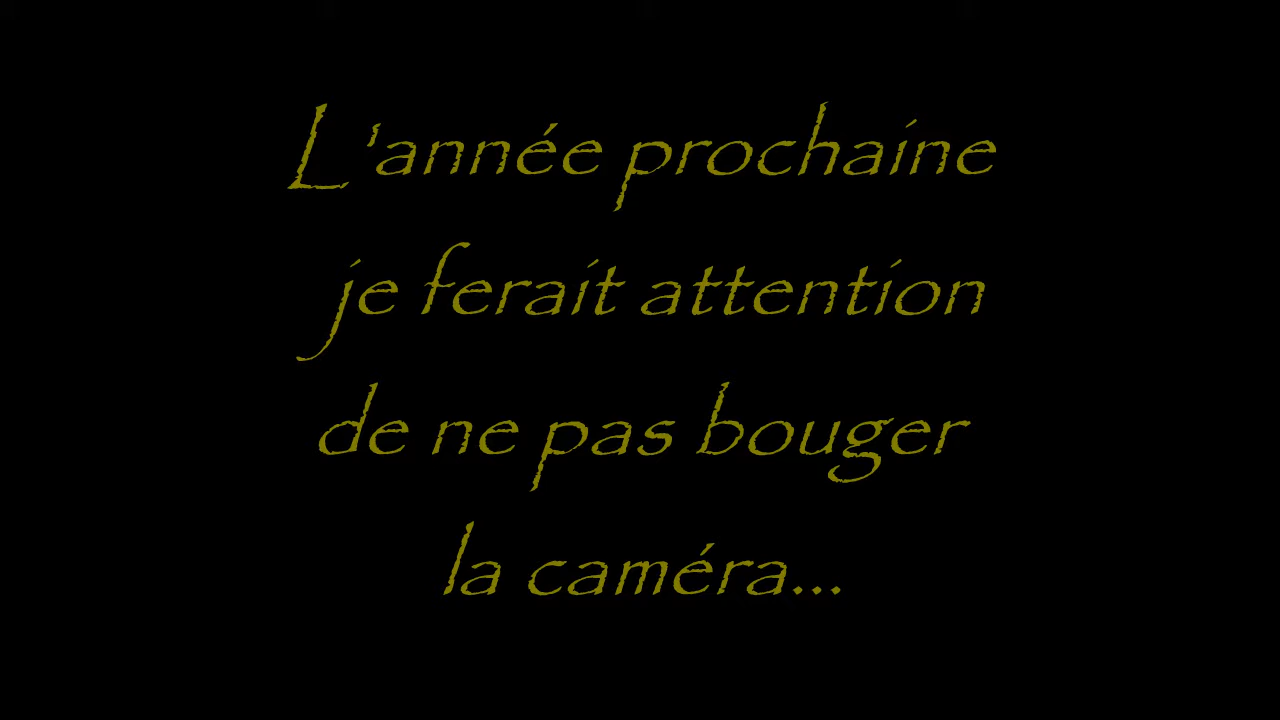 L'année prochaine
je ferait attention
de ne pas bouger
la caméra...